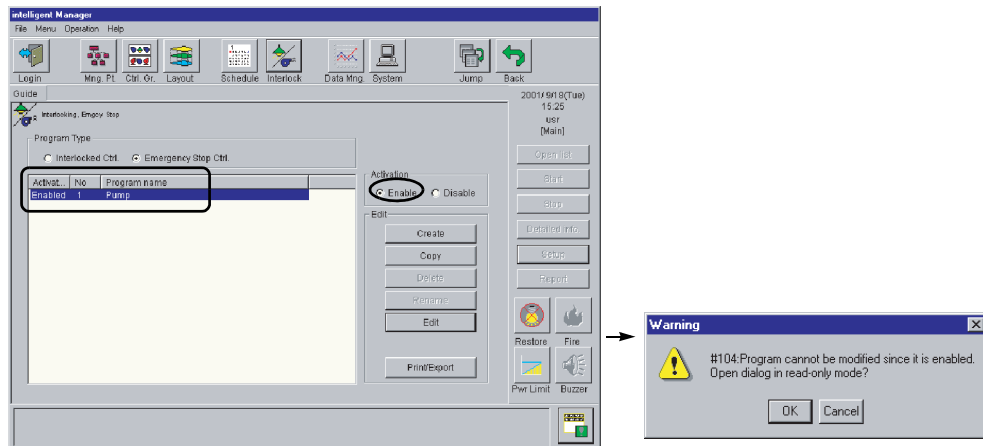 intelligent Manager
File Menu Operation Help
Login Mng. Pt. Ctrl. Gr. Layout Schedule Interlock Data Mng. System Jump Back
Guide
2001/ 9/18(Tue)
15:25
usr
[Main]
Interlocking, Emgcy. Stop
Program Type
Interlocked Ctrl. Emergency Stop Ctrl.
Activat... No Program name
Enabled 1 Pump
Activation
Enable Disable
Edit
Create
Copy
Delete
Rename
Edit
Print/Export
Open list
Start
Stop
Detailed info.
Setup
Report
Restore Fire
Pwr Limit Buzzer
Warning
#104:Program cannot be modified since it is enabled.
Open dialog in read-only mode?
OK Cancel